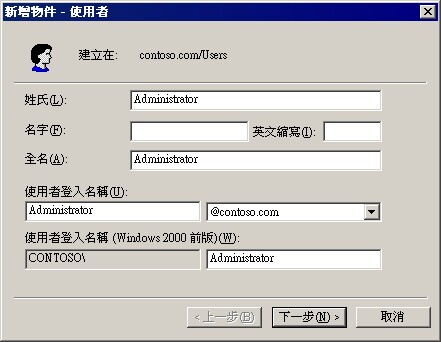 新增物件 - 使用者
建立在: contoso.com/Users
姓氏(L): Administrator
名字(F): 英文縮寫(I):
全名(A): Administrator
使用者登入名稱(U):
Administrator @contoso.com
使用者登入名稱 (Windows 2000 前版)(W):
CONTOSO\ Administrator
< 上一步(B) 下一步(N) > 取消